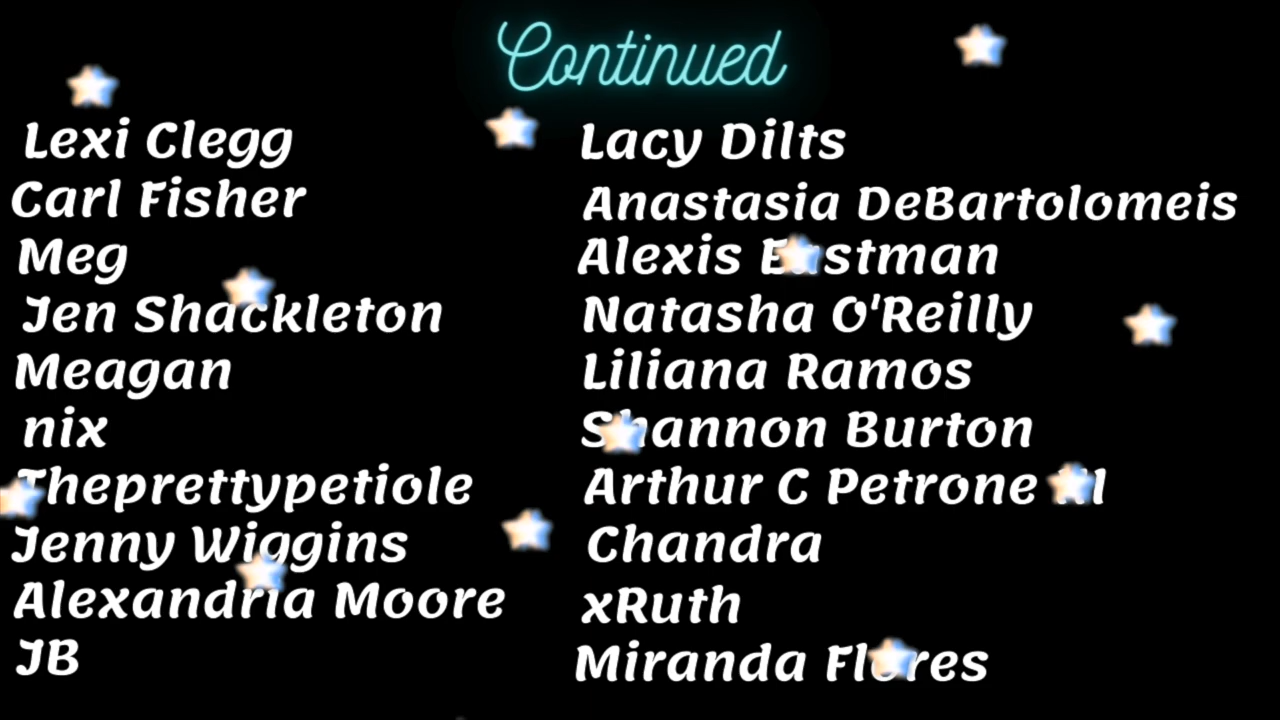 Continued
Lexi Clegg
Carl Fisher
Meg
Jen Shackleton
Meagan
nix
Theprettypetiole
Jenny Wiggins
Alexandria Moore
JB
Lacy Dilts
Anastasia DeBartolomeis
Alexis Eastman
Natasha O'Reilly
Liliana Ramos
Shannon Burton
Arthur C Petrone
Chandra
xRuth
Miranda Flores